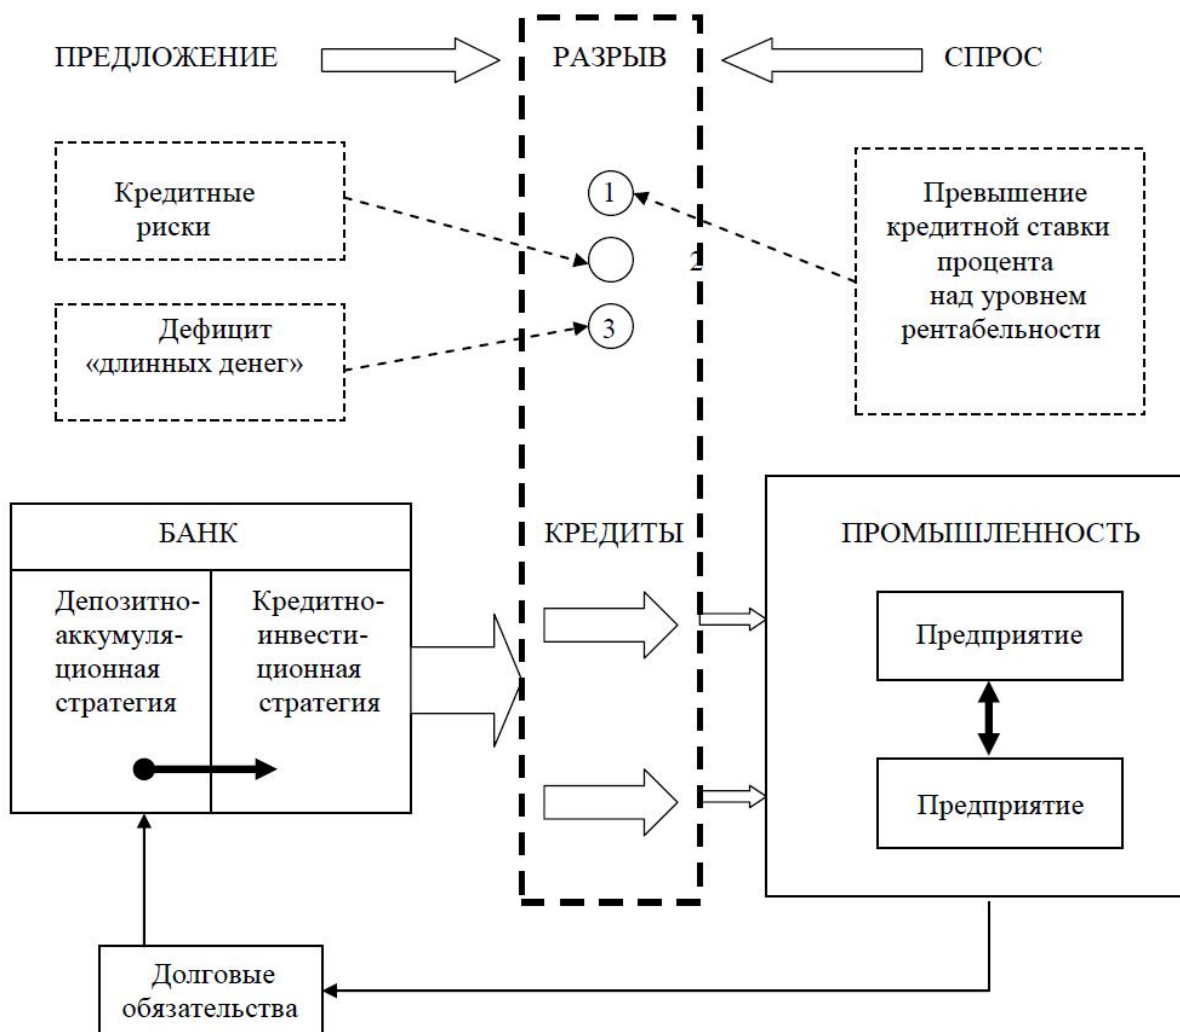 ПРЕДЛОЖЕНИЕ
РАЗРЫВ
СПРОС
Кредитные
риски
1
2
3
Дефицит
«длинных денег»
Превышение
кредитной ставки
процента
над уровнем
рентабельности
БАНК
Депозитно-
аккумуля-
ционная
стратегия
Кредитно-
инвести-
ционная
стратегия
КРЕДИТЫ
ПРОМЫШЛЕННОСТЬ
Предприятие
Предприятие
Долговые
обязательства